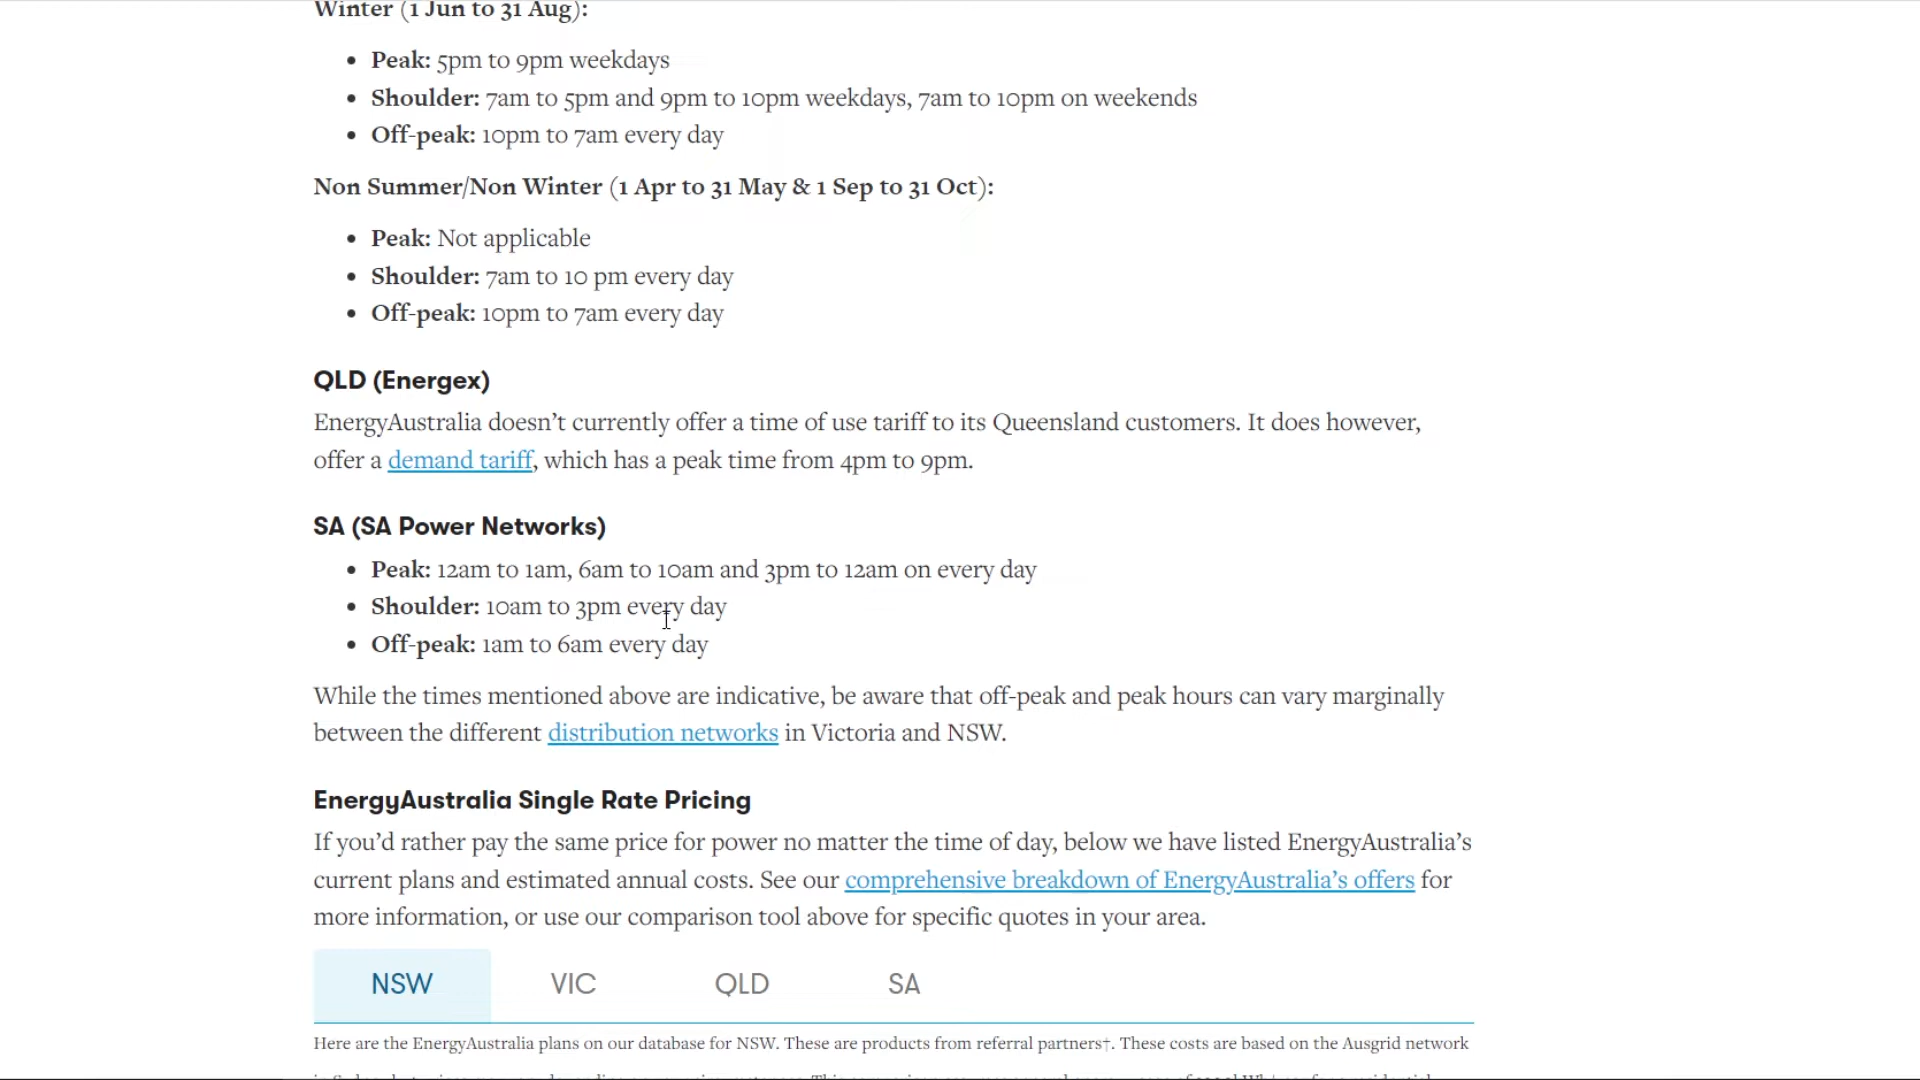 Winter (1 Jun to 31 Aug):
Peak: 5pm to 9pm weekdays
Shoulder: 7am to 5pm and 9pm to 10pm weekdays, 7am to 10pm on weekends
Off-peak: 10pm to 7am every day
Non Summer/Non Winter (1 Apr to 31 May & 1 Sep to 31 Oct):
Peak: Not applicable
Shoulder: 7am to 10 pm every day
Off-peak: 10pm to 7am every day
QLD (Energex)
EnergyAustralia doesn’t currently offer a time of use tariff to its Queensland customers. It does however,
offer a demand tariff, which has a peak time from 4pm to 9pm.
SA (SA Power Networks)
Peak: 12am to 1am, 6am to 10am and 3pm to 12am on every day
Shoulder: 10am to 3pm every day
Off-peak: 1am to 6am every day
While the times mentioned above are indicative, be aware that off-peak and peak hours can vary marginally
between the different distribution networks in Victoria and NSW.
EnergyAustralia Single Rate Pricing
If you’d rather pay the same price for power no matter the time of day, below we have listed EnergyAustralia’s
current plans and estimated annual costs. See our comprehensive breakdown of EnergyAustralia’s offers for
more information, or use our comparison tool above for specific quotes in your area.
NSW VIC QLD SA
Here are the EnergyAustralia plans on our database for NSW. These are products from referral partners†. These costs are based on the Ausgrid network